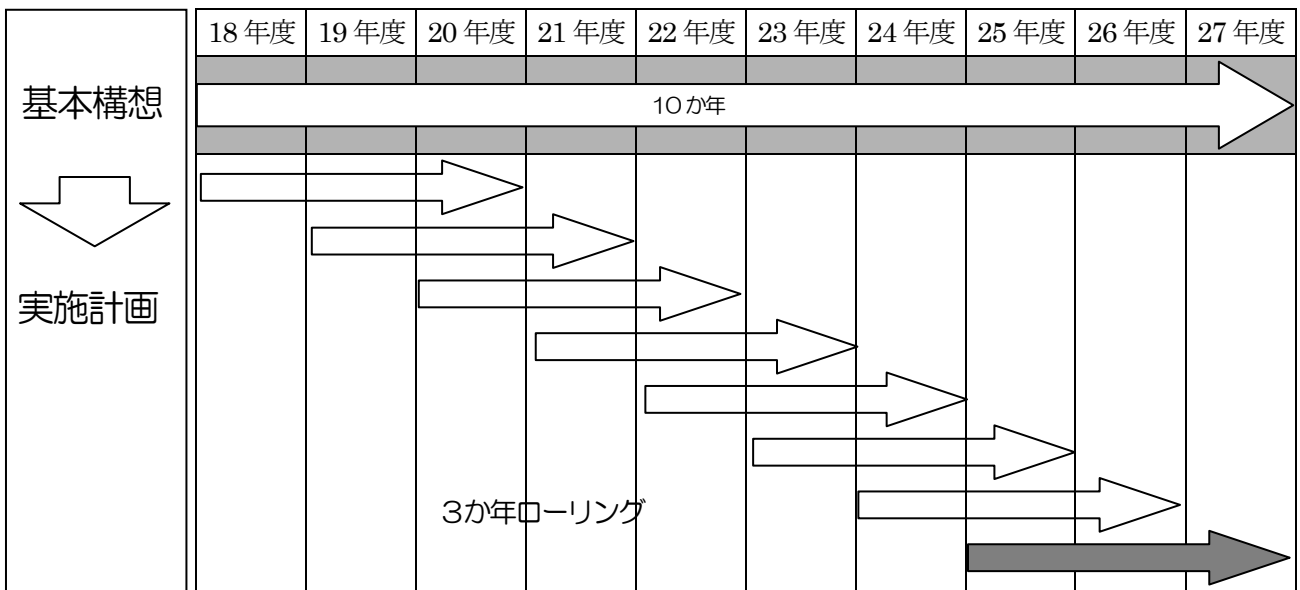 18年度 19年度 20年度 21年度 22年度 23年度 24年度 25年度 26年度 27年度
基本構想
10か年
実施計画
3か年ローリング